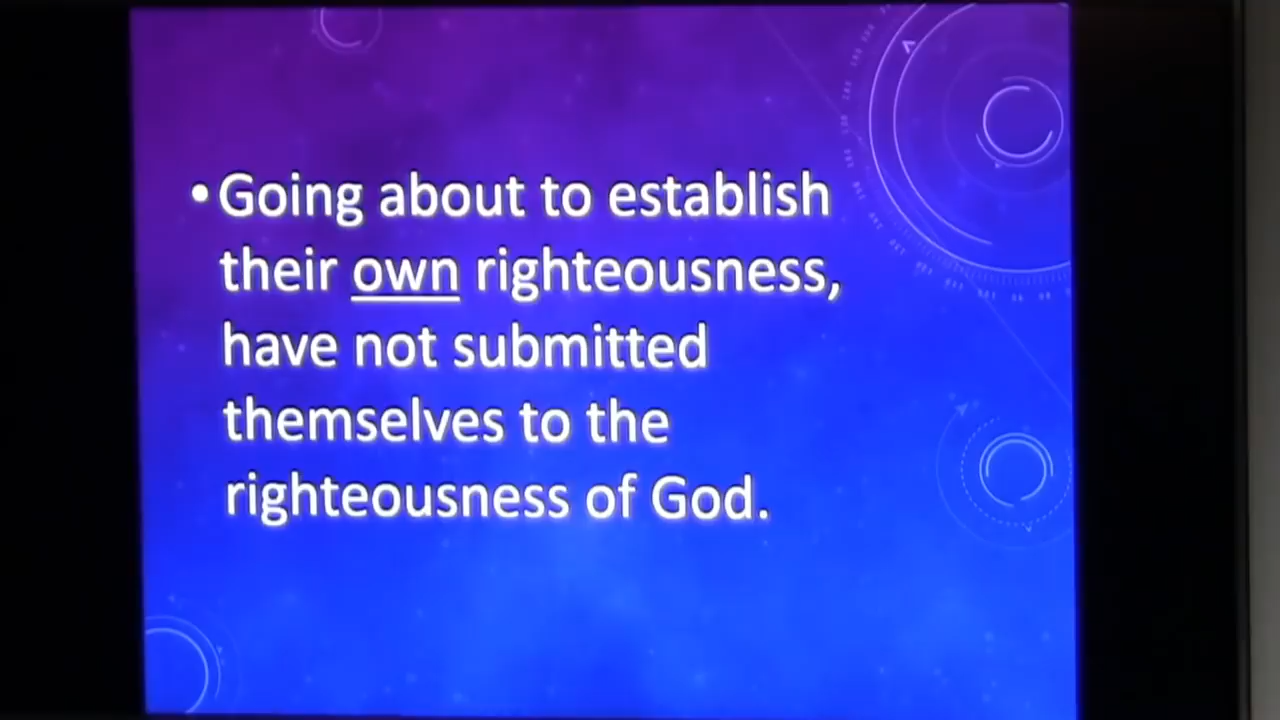 • Going about to establish
their own righteousness,
have not submitted
themselves to the
righteousness of God.